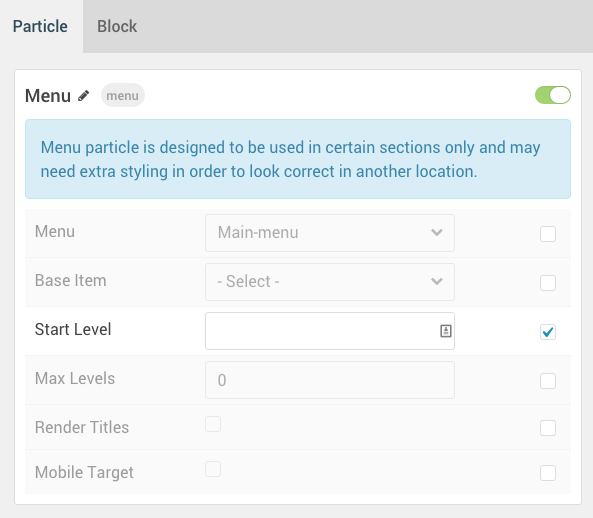 Particle Block
Menu menu
Menu particle is designed to be used in certain sections only and may
need extra styling in order to look correct in another location.
Menu Main-menu
Base Item - Select -
Start Level
Max Levels 0
Render Titles
Mobile Target